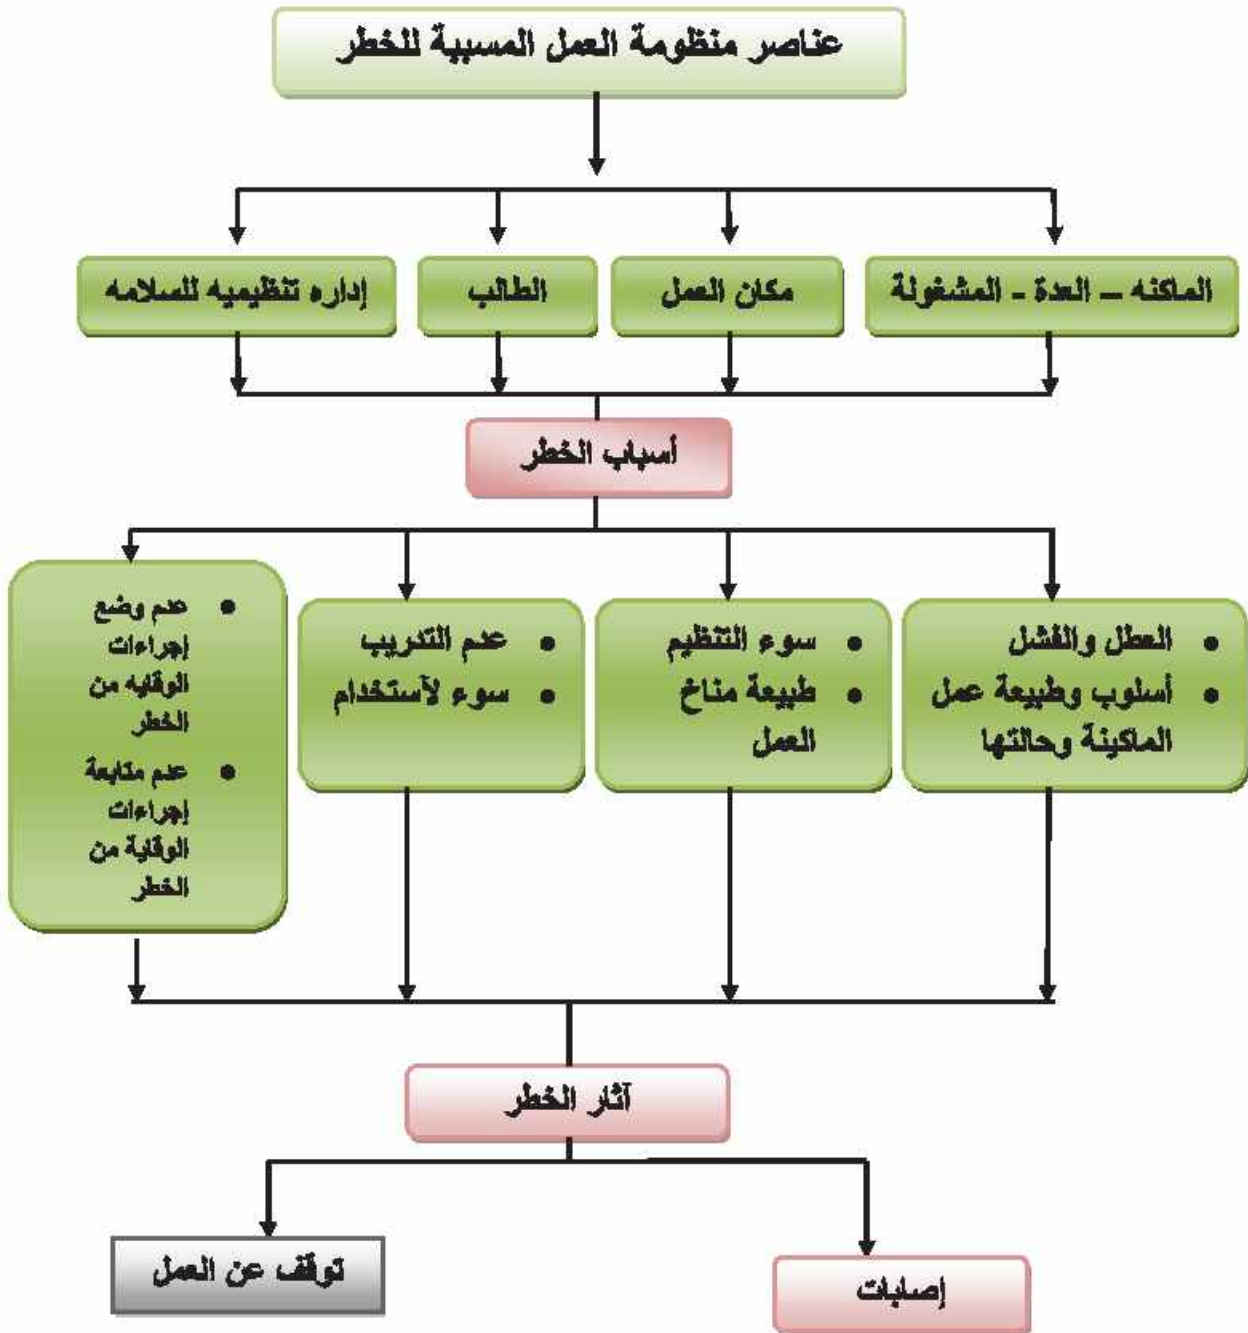 عناصر منظومة العمل المسببة للخطر
الماكنه – العدة - المشغولة
مكان العمل
الطالب
إداره تنظيميه للسلامه
أسباب الخطر
• العطل والفشل
• أسلوب وطبيعة عمل
الماكينة وحالتها
• سوء التنظيم
• طبيعة مناخ
العمل
• عدم التدريب
• سوء لآستخدام
• عدم وضع
إجراءات
الوقايه من
الخطر
• عدم متابعة
إجراءات
الوقاية من
الخطر
آثار الخطر
إصابات
توقف عن العمل